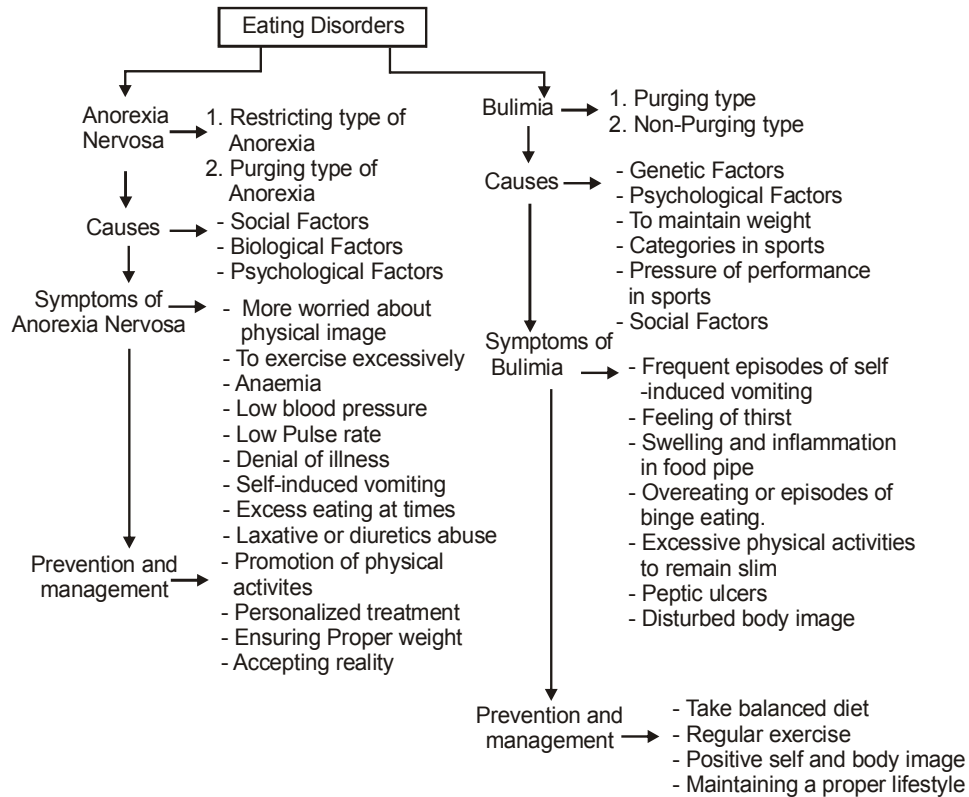 Eating Disorders
Anorexia
Nervosa
1. Restricting type of
Anorexia
2. Purging type of
Anorexia
Causes
- Social Factors
- Biological Factors
- Psychological Factors
Symptoms of
Anorexia Nervosa
- More worried about
physical image
- To exercise excessively
- Anaemia
- Low blood pressure
- Low Pulse rate
- Denial of illness
- Self-induced vomiting
- Excess eating at times
- Laxative or diuretics abuse
Prevention and
management
- Promotion of physical
activites
- Personalized treatment
- Ensuring Proper weight
- Accepting reality
Bulimia
1. Purging type
2. Non-Purging type
Causes
- Genetic Factors
- Psychological Factors
- To maintain weight
- Categories in sports
- Pressure of performance
in sports
- Social Factors
Symptoms of
Bulimia
- Frequent episodes of self
-induced vomiting
- Feeling of thirst
- Swelling and inflammation
in food pipe
- Overeating or episodes of
binge eating.
- Excessive physical activities
to remain slim
- Peptic ulcers
- Disturbed body image
Prevention and
management
- Take balanced diet
- Regular exercise
- Positive self and body image
- Maintaining a proper lifestyle